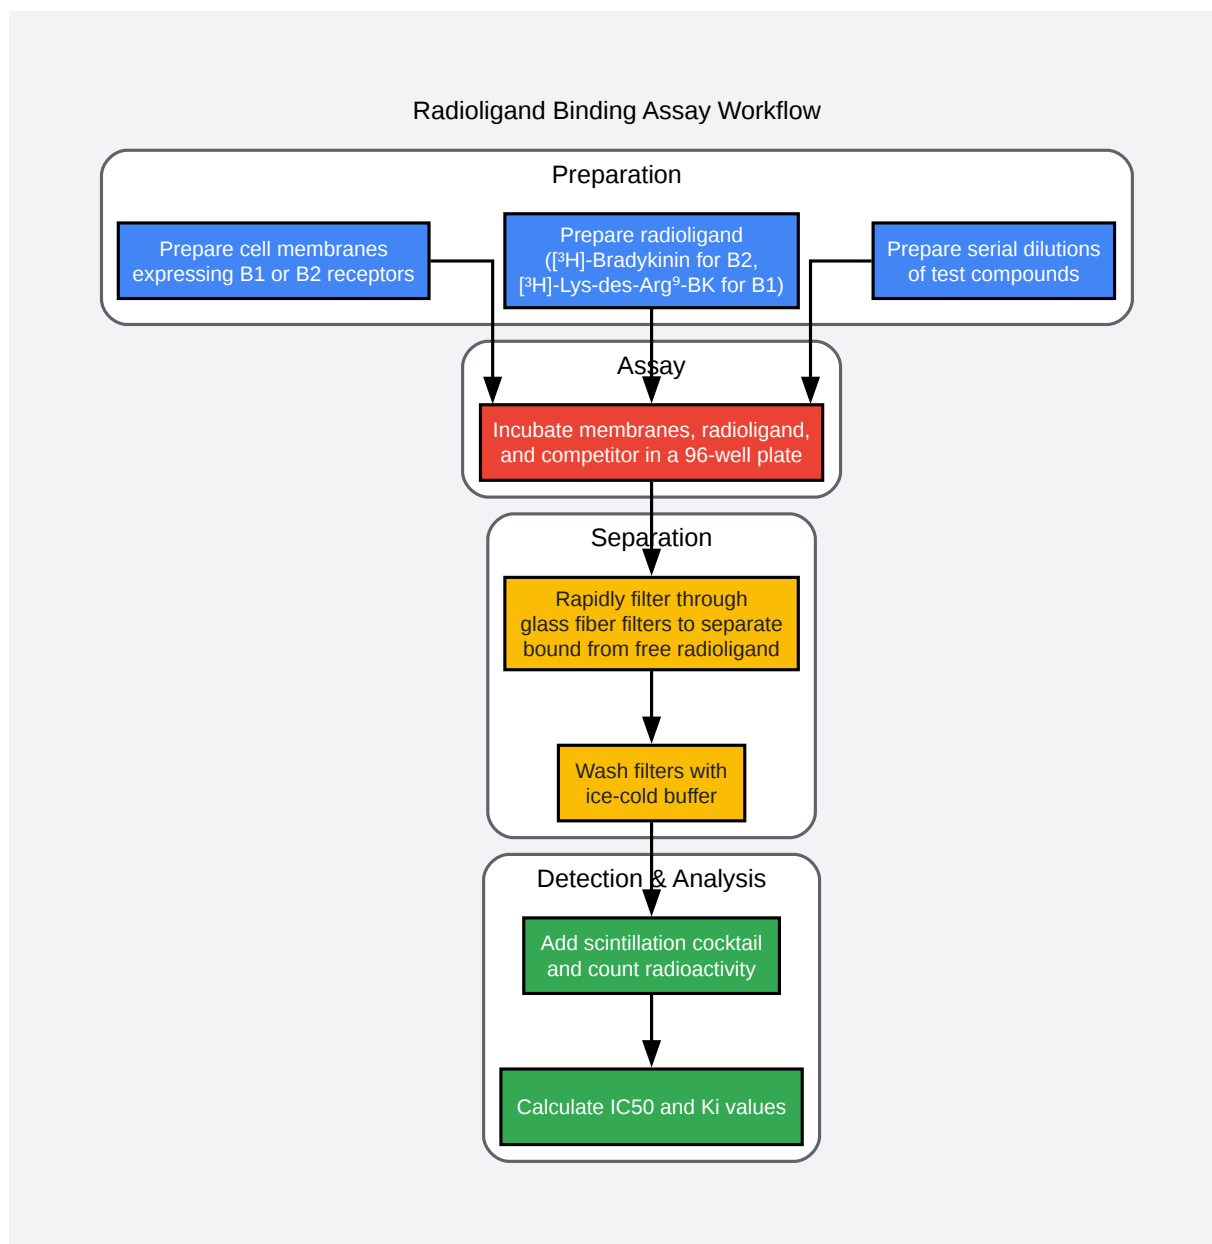 Radioligand Binding Assay Workflow
Preparation
Prepare cell membranes
expressing B1 or B2 receptors
Prepare radioligand
([³H]-Bradykinin for B2,
[³H]-Lys-des-Arg⁹-BK for B1)
Prepare serial dilutions
of test compounds
Assay
Incubate membranes, radioligand,
and competitor in a 96-well plate
Separation
Rapidly filter through
glass fiber filters to separate
bound from free radioligand
Wash filters with
ice-cold buffer
Detection & Analysis
Add scintillation cocktail
and count radioactivity
Calculate IC50 and Ki values